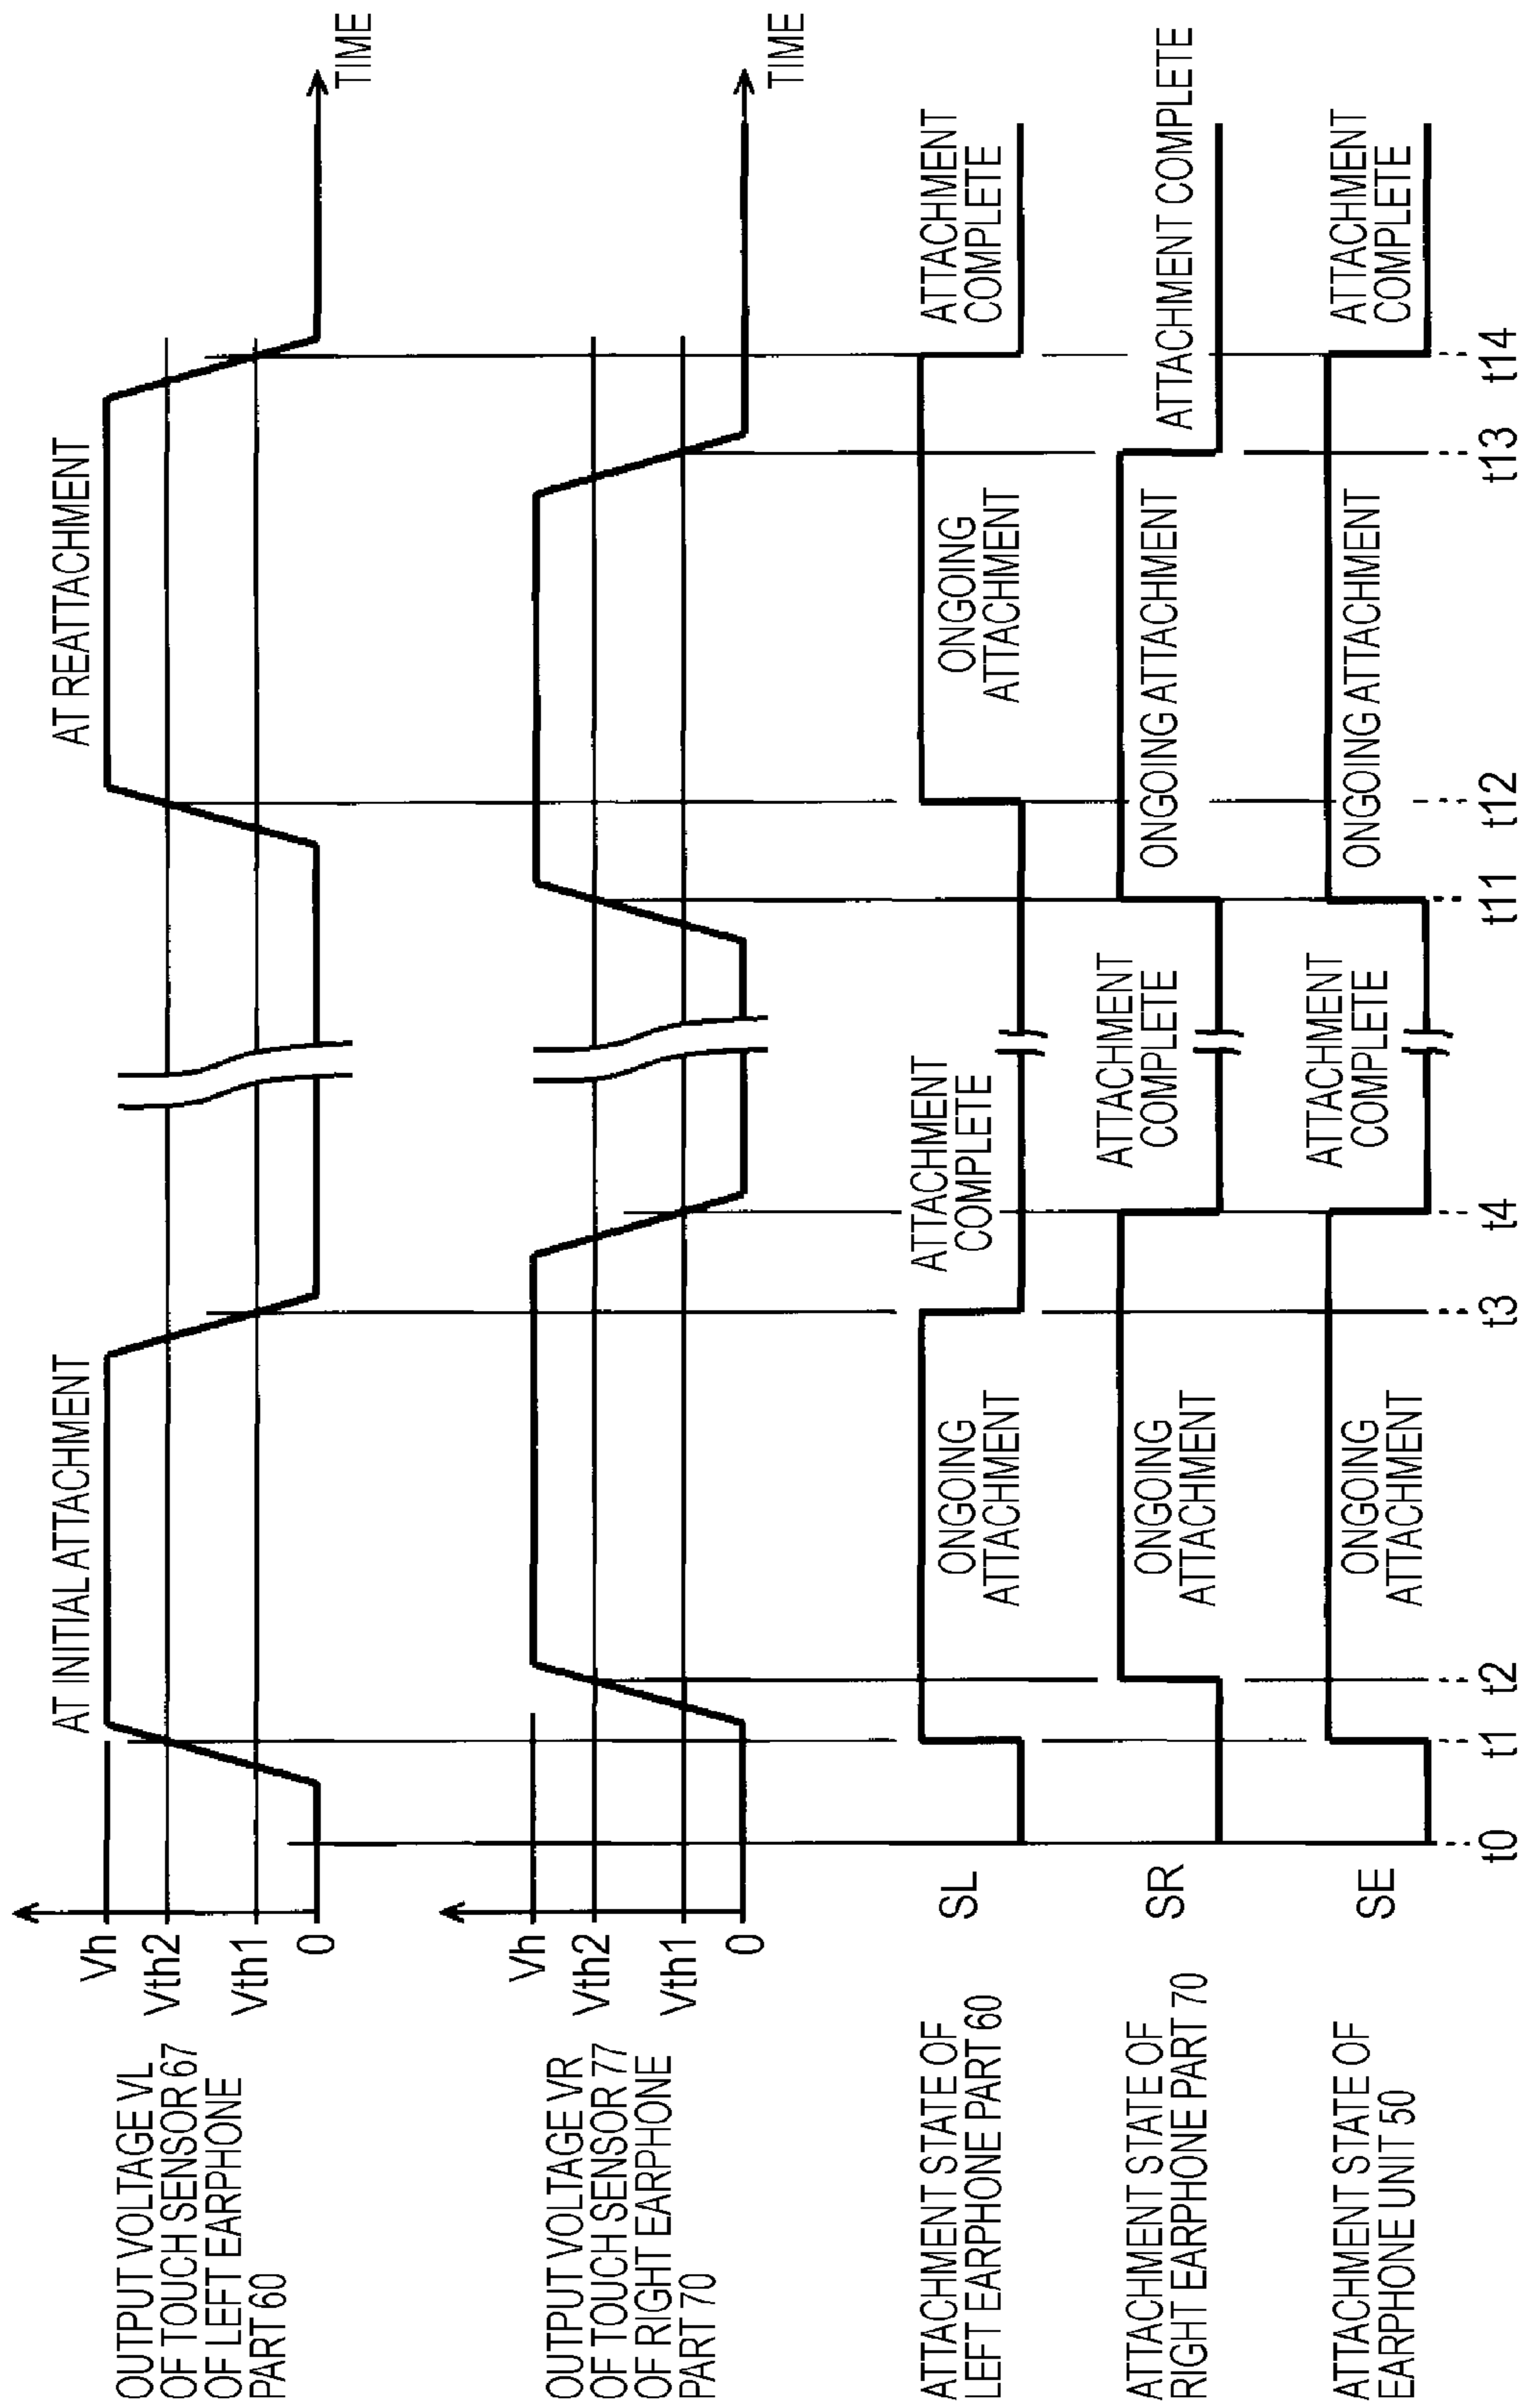 AT INITIAL ATTACHMENT
AT REATTACHMENT
OUTPUT VOLTAGE VL
OF TOUCH SENSOR 67
OF LEFT EARPHONE
PART 60
Vh
Vth2
Vth1
0
TIME
OUTPUT VOLTAGE VR
OF TOUCH SENSOR 77
OF RIGHT EARPHONE
PART 70
Vh
Vth2
Vth1
0
TIME
ATTACHMENT STATE OF
LEFT EARPHONE PART 60
SL
ONGOING
ATTACHMENT
ATTACHMENT
COMPLETE
ONGOING
ATTACHMENT
ATTACHMENT
COMPLETE
ATTACHMENT STATE OF
RIGHT EARPHONE PART 70
SR
ONGOING
ATTACHMENT
ATTACHMENT
COMPLETE
ONGOING ATTACHMENT
ATTACHMENT COMPLETE
ATTACHMENT STATE OF
EARPHONE UNIT 50
SE
ONGOING
ATTACHMENT
ATTACHMENT
COMPLETE
ONGOING ATTACHMENT
ATTACHMENT
COMPLETE
t0 t1 t2 t3 t4 t11 t12 t13 t14